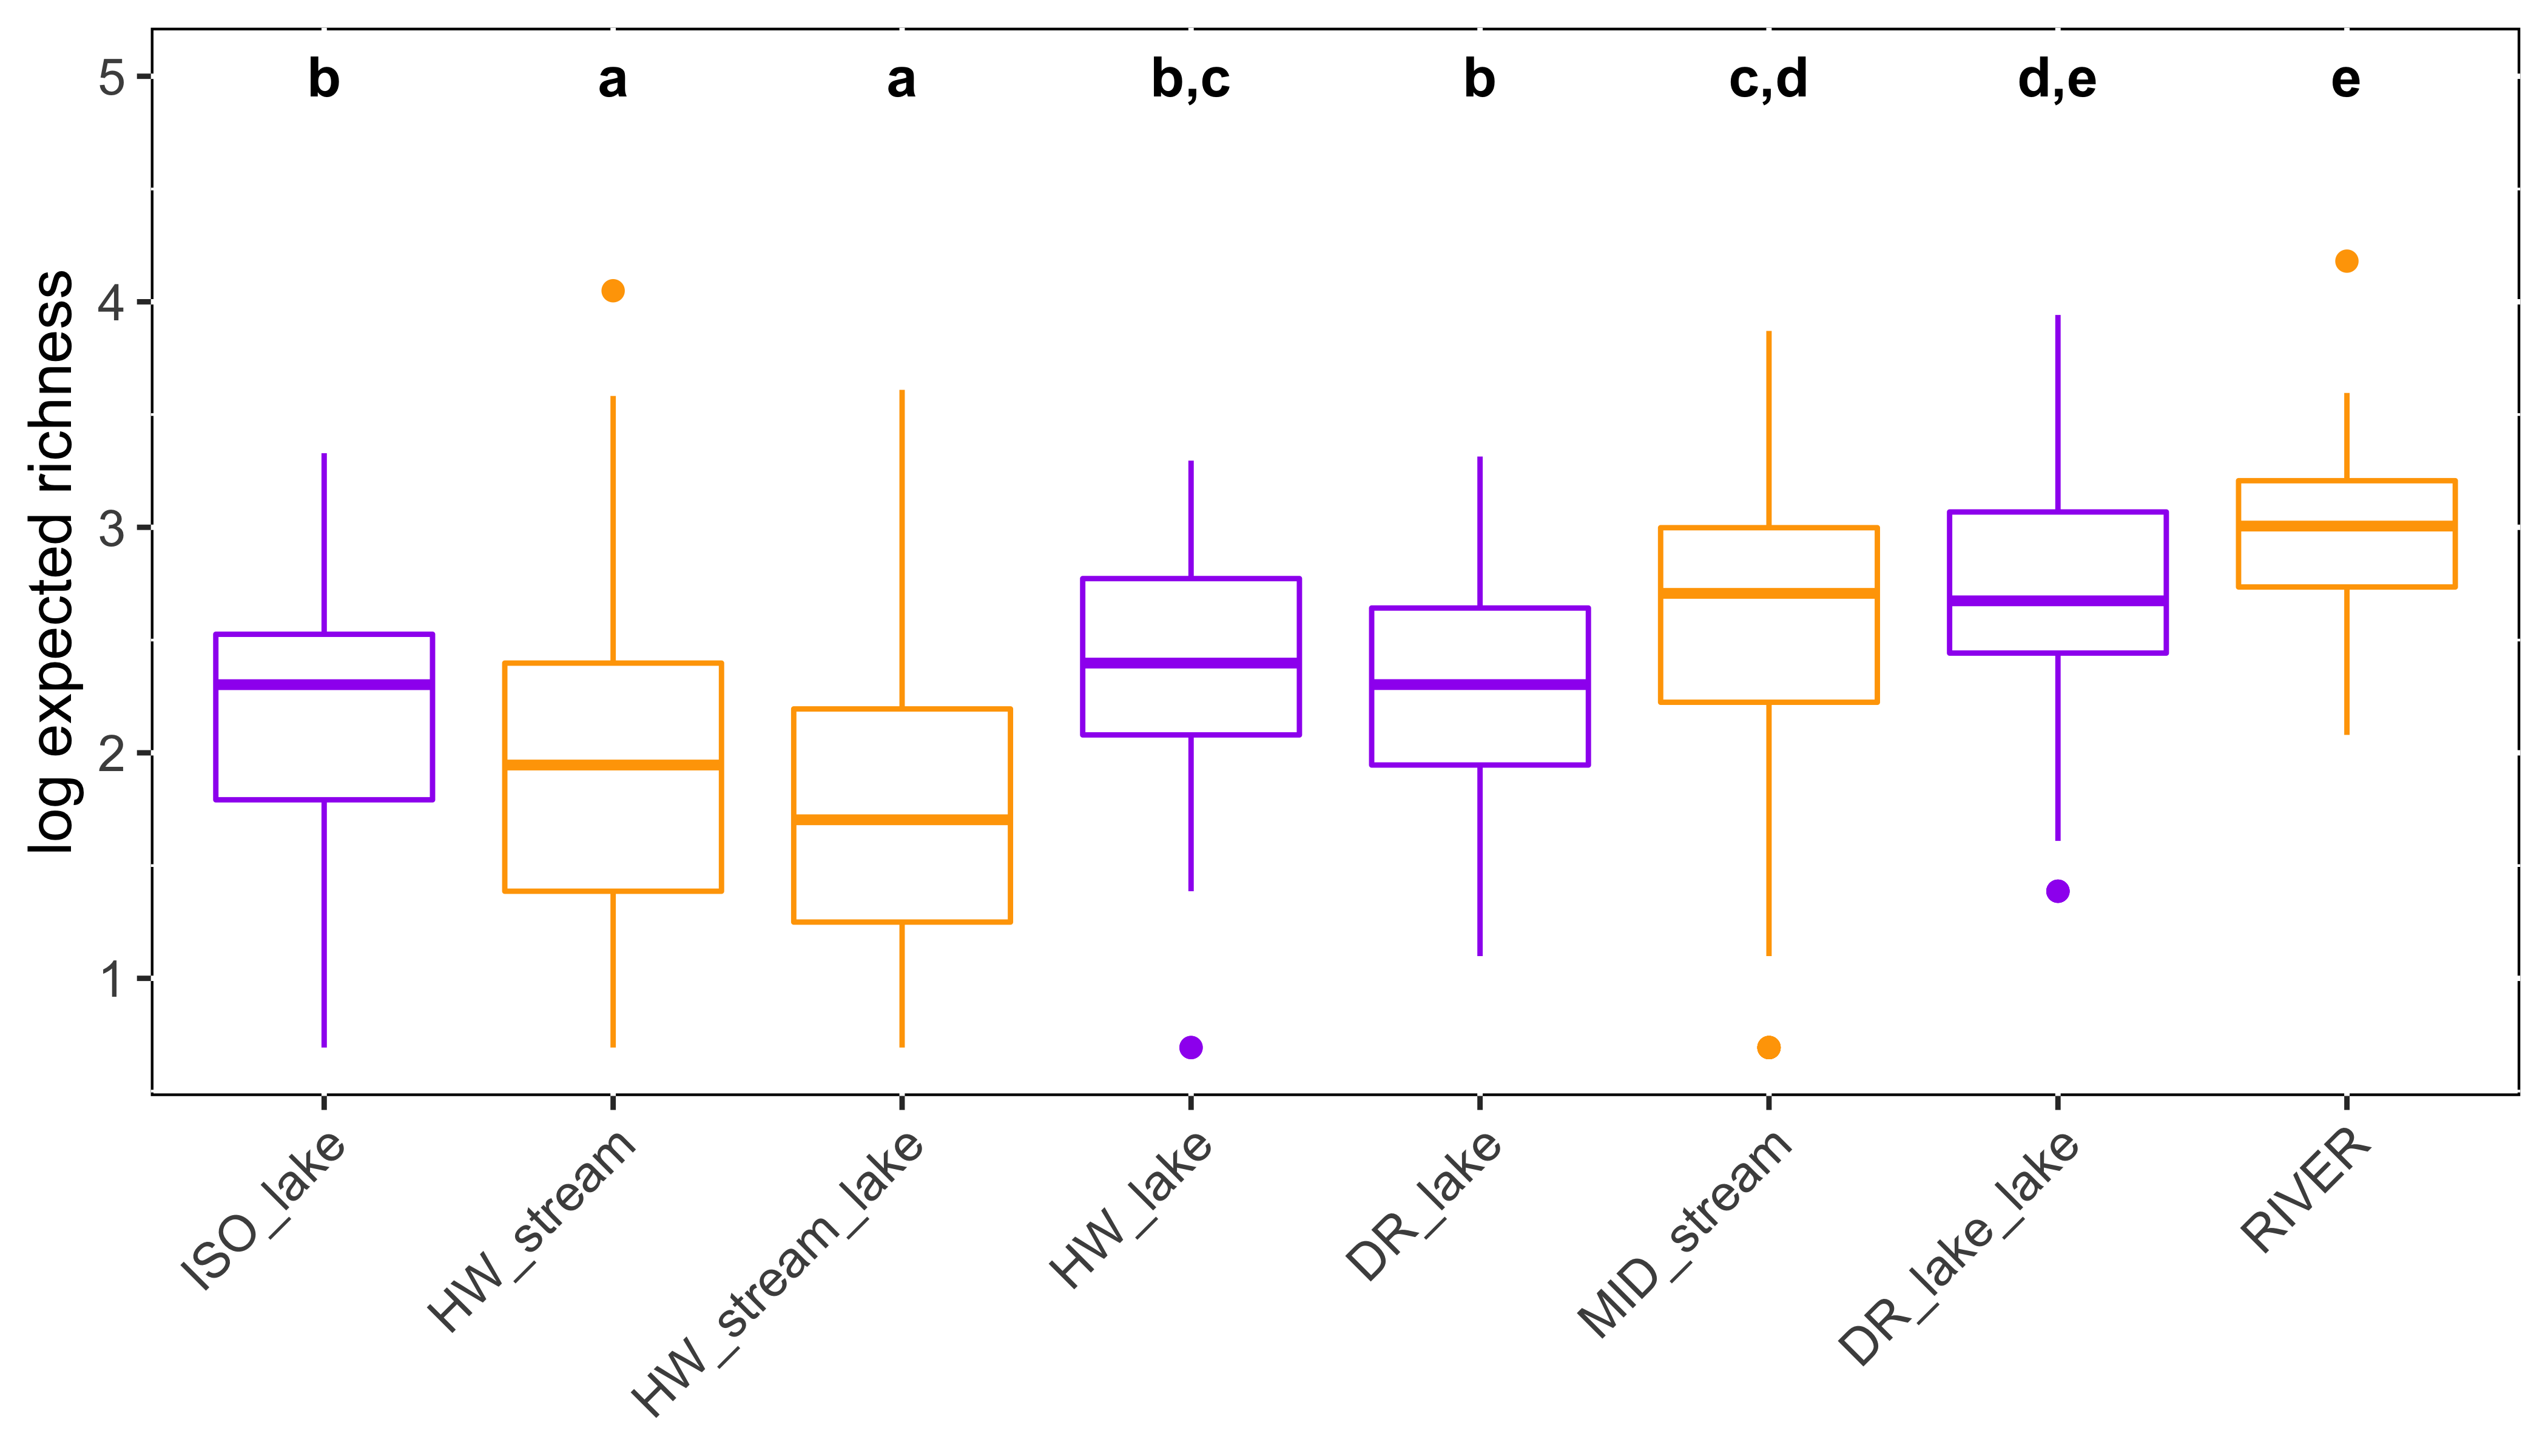 log expected richness
5
4
3
2
1
b a a b,c b c,d d,e e
ISO_lake
HW_stream
HW_stream_lake
HW_lake
DR_lake
MID_stream
DR_lake_lake
RIVER